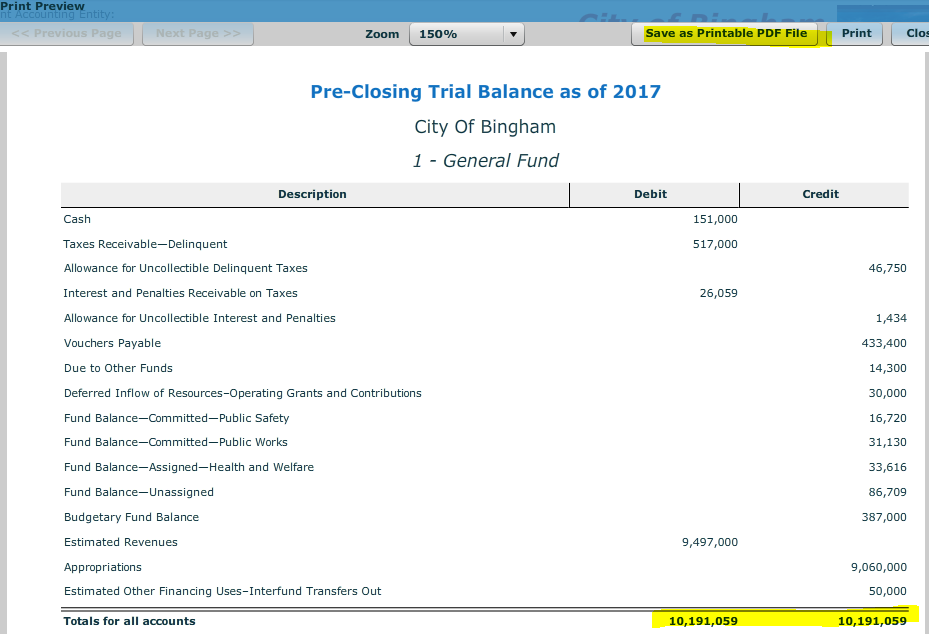 Print Preview
nt Accounting Entity:
City of Bingham
<< Previous Page Next Page >> Zoom 150% Save as Printable PDF File Print Clos
Pre-Closing Trial Balance as of 2017
City Of Bingham
1 - General Fund
Description Debit Credit
Cash 151,000
Taxes Receivable—Delinquent 517,000
Allowance for Uncollectible Delinquent Taxes 46,750
Interest and Penalties Receivable on Taxes 26,059
Allowance for Uncollectible Interest and Penalties 1,434
Vouchers Payable 433,400
Due to Other Funds 14,300
Deferred Inflow of Resources–Operating Grants and Contributions 30,000
Fund Balance—Committed—Public Safety 16,720
Fund Balance—Committed—Public Works 31,130
Fund Balance—Assigned—Health and Welfare 33,616
Fund Balance—Unassigned 86,709
Budgetary Fund Balance 387,000
Estimated Revenues 9,497,000
Appropriations 9,060,000
Estimated Other Financing Uses–Interfund Transfers Out 50,000
Totals for all accounts 10,191,059 10,191,059